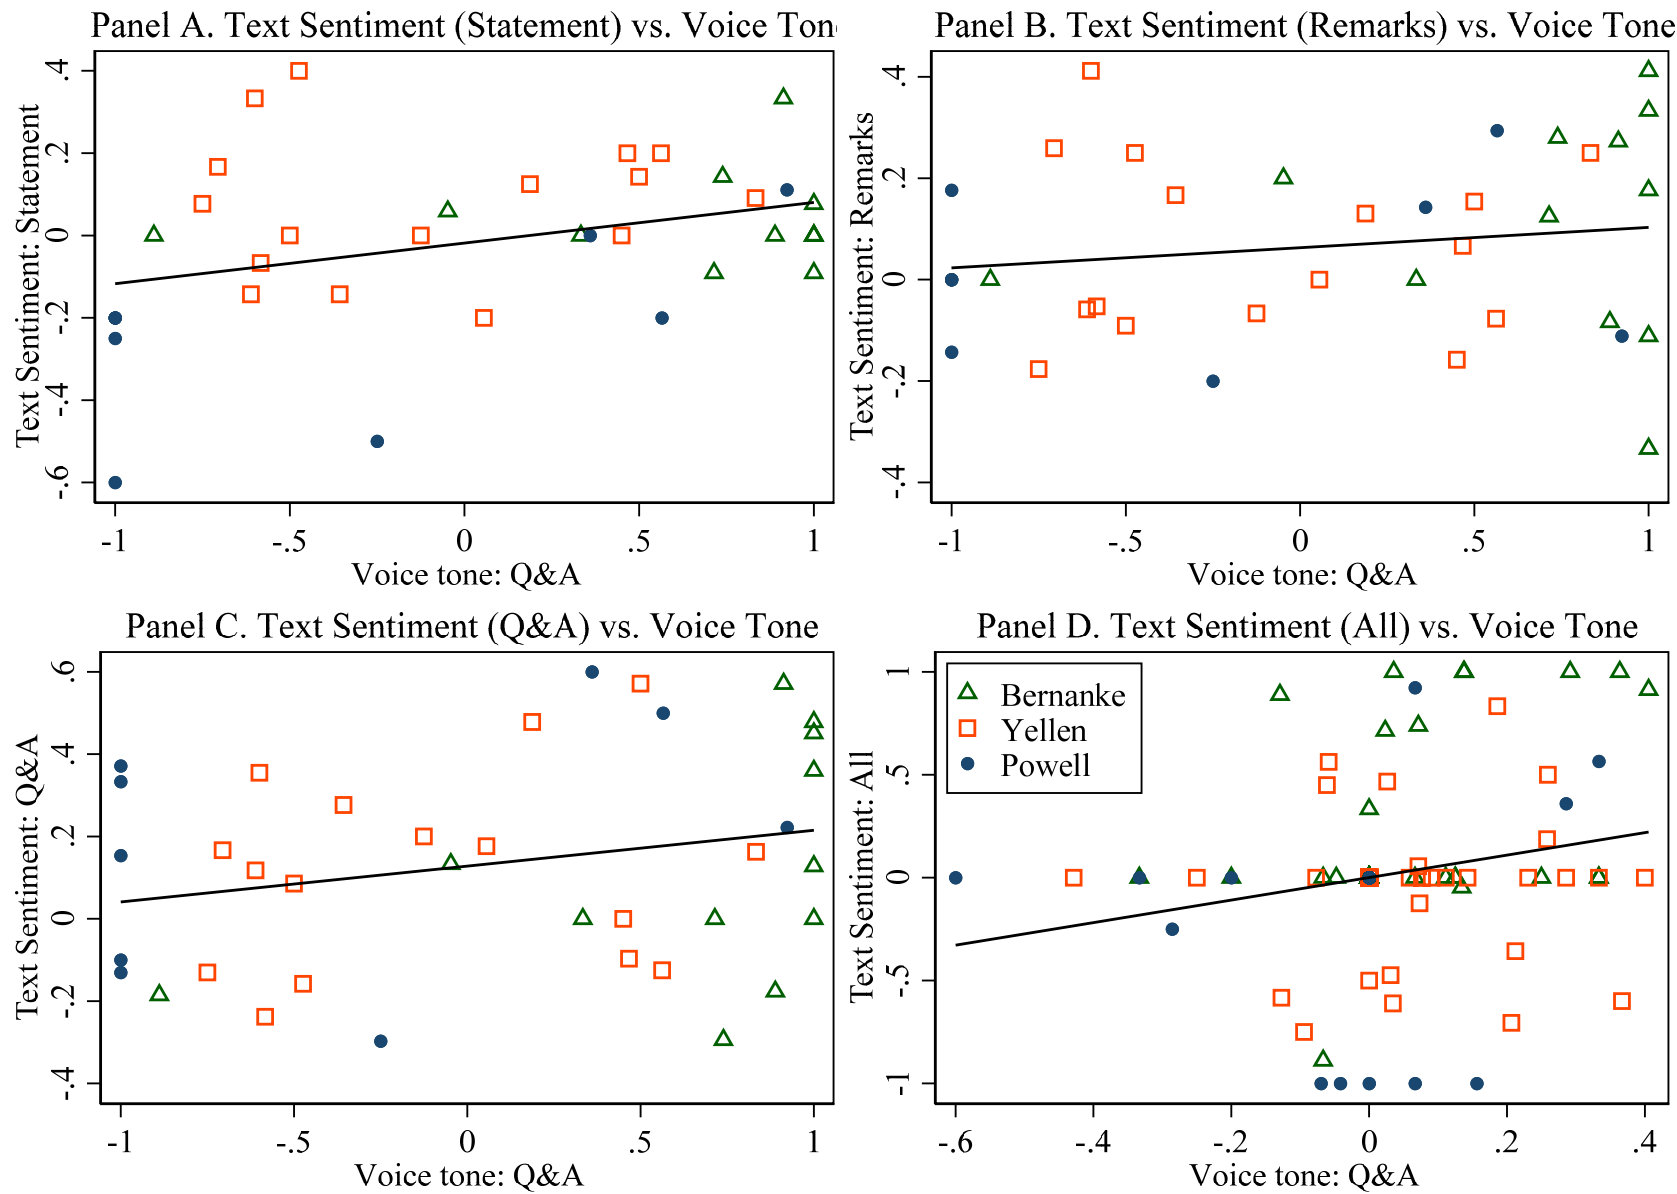 Panel A. Text Sentiment (Statement) vs. Voice Ton
Text Sentiment: Statement
.4
.2
0
-.2
-.4
-.6
-1
-.5
0
.5
1
Voice tone: Q&A
Panel B. Text Sentiment (Remarks) vs. Voice Tone
Text Sentiment: Remarks
.4
.2
0
-.2
-.4
-1
-.5
0
.5
1
Voice tone: Q&A
Panel C. Text Sentiment (Q&A) vs. Voice Tone
Text Sentiment: Q&A
.6
.4
.2
0
-.2
-.4
-1
-.5
0
.5
1
Voice tone: Q&A
Panel D. Text Sentiment (All) vs. Voice Tone
Bernanke
Yellen
Powell
Text Sentiment: All
1
.5
0
-.5
-1
-.6
-.4
-.2
0
.2
.4
Voice tone: Q&A